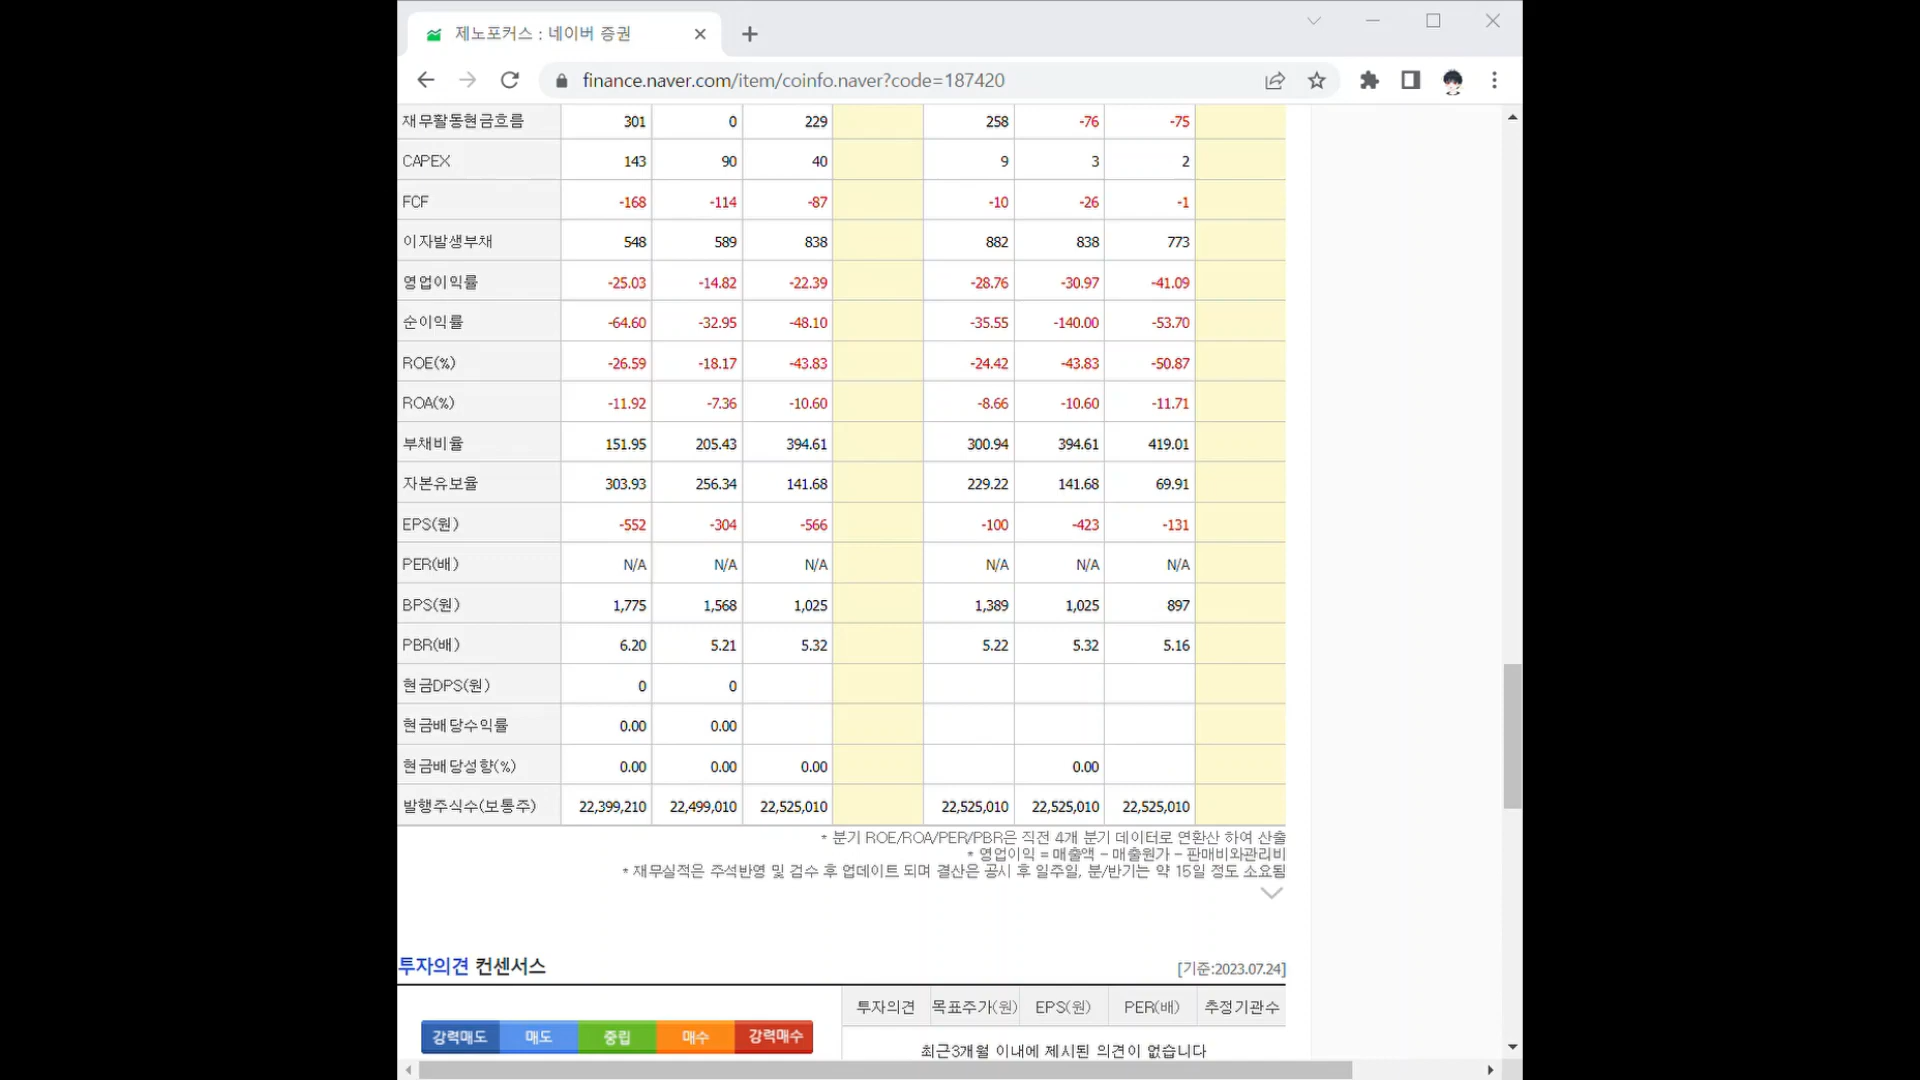 제노포커스 : 네이버 증권
finance.naver.com/item/coinfo.naver?code=187420
재무활동현금흐름 301 0 229 258 -76 -75
CAPEX 143 90 40 9 3 2
FCF -168 -114 -87 -10 -26 -1
이자발생부채 548 589 838 882 838 773
영업이익률 -25.03 -14.82 -22.39 -28.76 -30.97 -41.09
순이익률 -64.60 -32.95 -48.10 -35.55 -140.00 -53.70
ROE(%) -26.59 -18.17 -43.83 -24.42 -43.83 -50.87
ROA(%) -11.92 -7.36 -10.60 -8.66 -10.60 -11.71
부채비율 151.95 205.43 394.61 300.94 394.61 419.01
자본유보율 303.93 256.34 141.68 229.22 141.68 69.91
EPS(원) -552 -304 -566 -100 -423 -131
PER(배) N/A N/A N/A N/A N/A N/A
BPS(원) 1,775 1,568 1,025 1,389 1,025 897
PBR(배) 6.20 5.21 5.32 5.22 5.32 5.16
현금DPS(원) 0 0
현금배당수익률 0.00 0.00
현금배당성향(%) 0.00 0.00 0.00 0.00
발행주식수(보통주) 22,399,210 22,499,010 22,525,010 22,525,010 22,525,010 22,525,010
* 분기 ROE/ROA/PER/PBR은 직전 4개 분기 데이터로 연환산 하여 산출
* 영업이익 = 매출액 - 매출원가 - 판매비와관리비
* 재무실적은 주석반영 및 검수 후 업데이트 되며 결산은 공시 후 일주일, 분/반기는 약 15일 정도 소요됨
투자의견 컨센서스 [기준:2023.07.24]
투자의견 목표주가(원) EPS(원) PER(배) 추정기관수
강력매도 매도 중립 매수 강력매수
최근3개월 이내에 제시된 의견이 없습니다